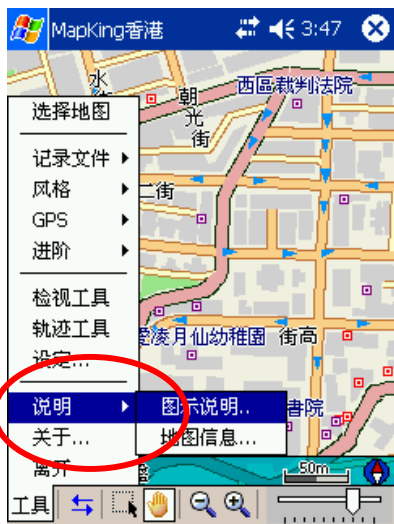 MapKing香港 3:47
水
朝光街
西區裁判法院
选择地图
记录文件
风格
二街
GPS
进阶
检视工具
轨迹工具
凌月仙幼稚園 街高
设定...
说明
图示说明..
書院
关于...
地图信息...
离开
50m
工具